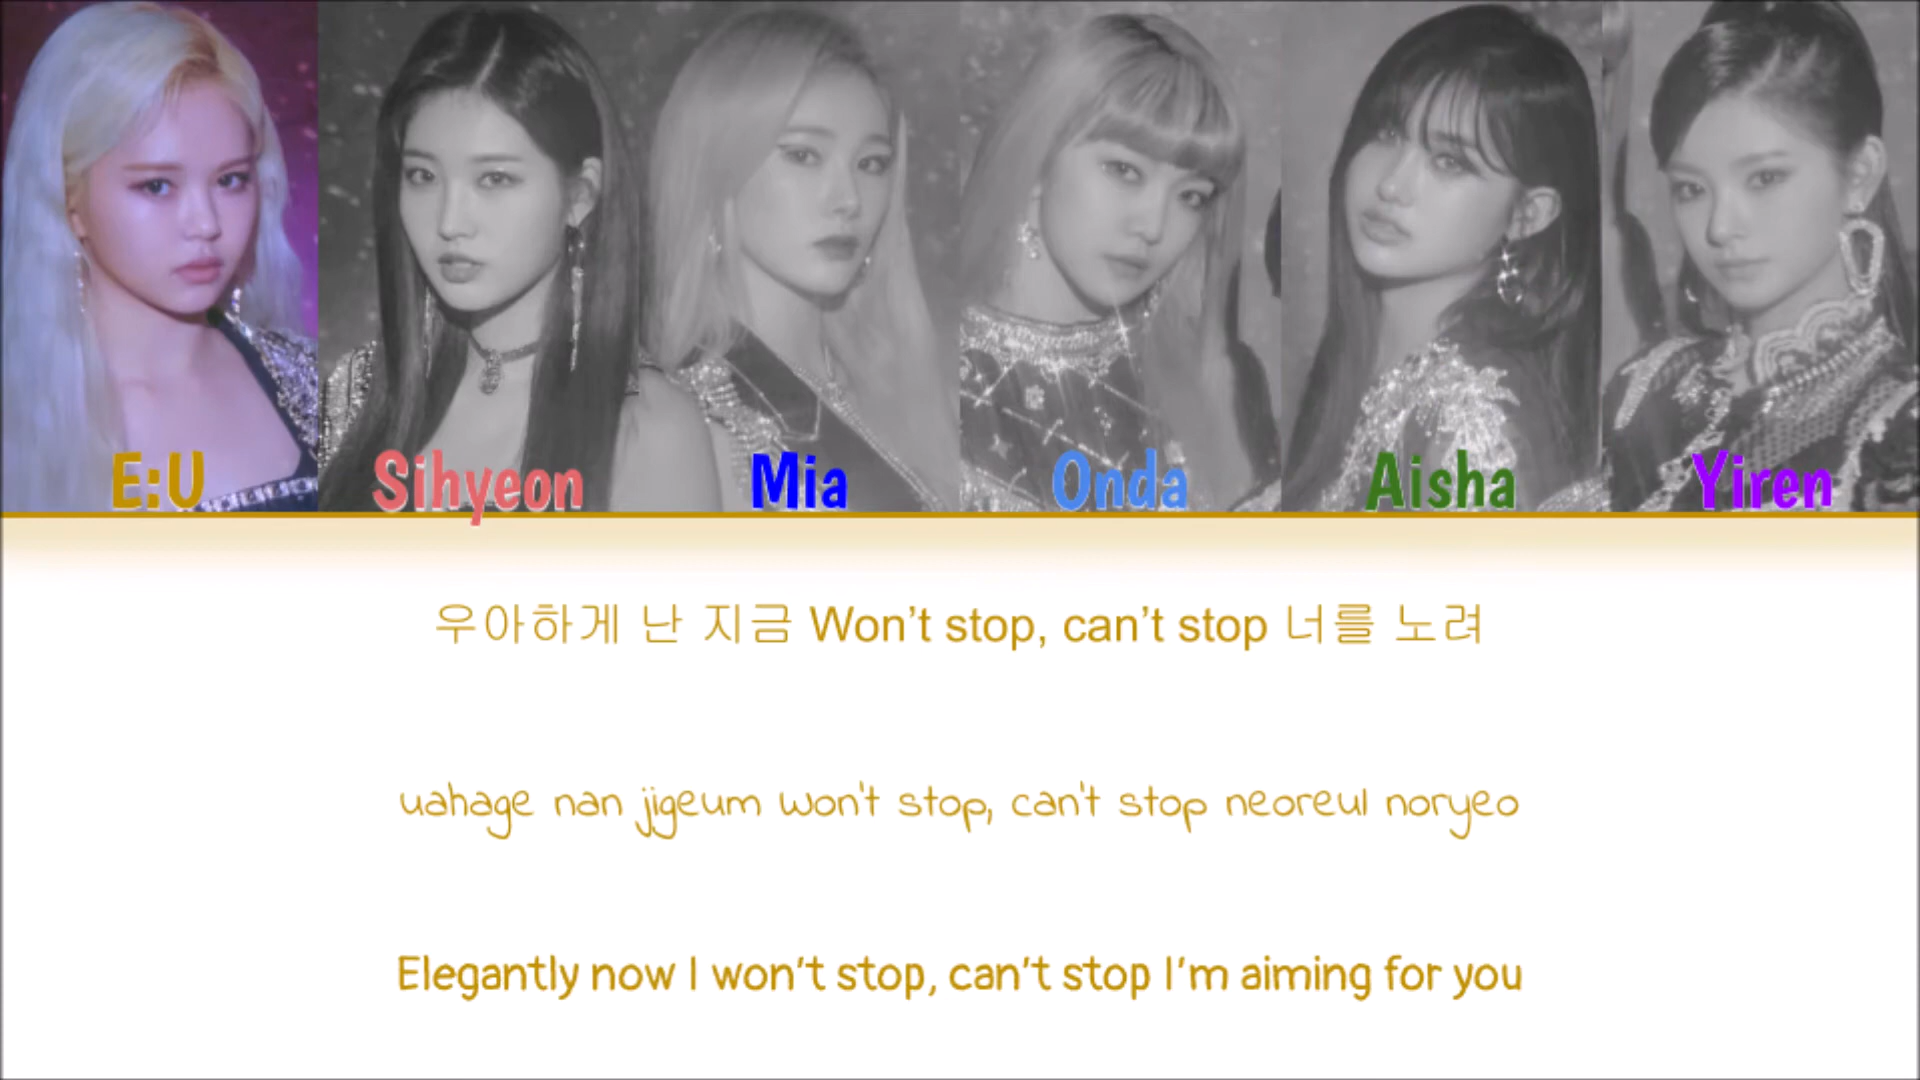 E:U Sihyeon Mia Onda Aisha Yiren
우아하게 난 지금 Won’t stop, can’t stop 너를 노려
uahage nan jigeum won't stop, can't stop neoreul noryeo
Elegantly now I won't stop, can't stop I'm aiming for you